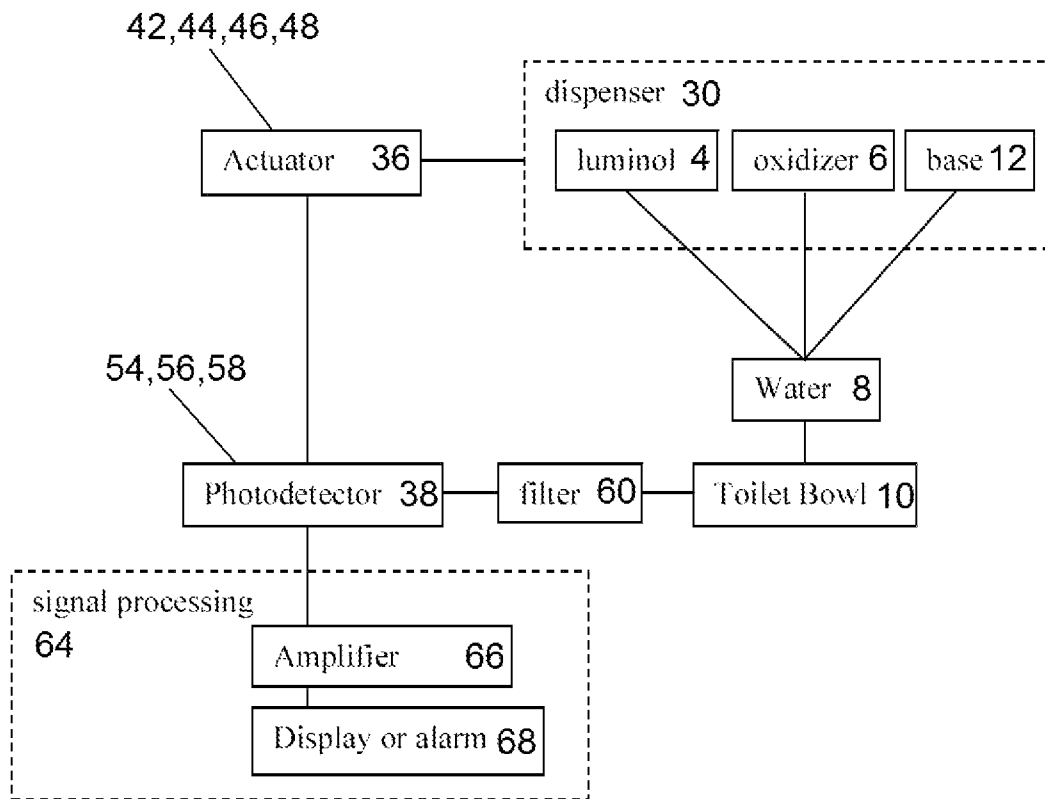 42,44,46,48
dispenser 30
Actuator 36
luminol 4
oxidizer 6
base 12
54,56,58
Water 8
Photodetector 38
filter 60
Toilet Bowl 10
signal processing
64
Amplifier 66
Display or alarm 68